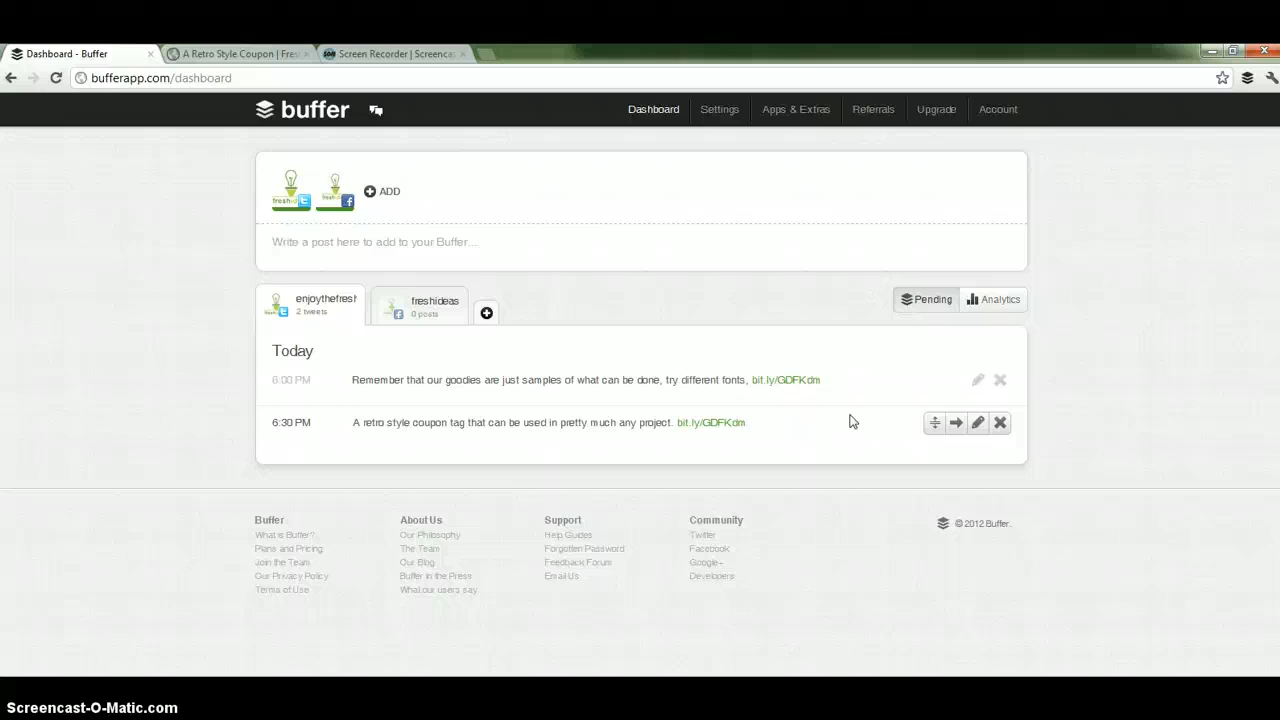 Dashboard - Buffer
A Retro Style Coupon | Fres
Screen Recorder | Screencas
bufferapp.com/dashboard
buffer
Dashboard
Settings
Apps & Extras
Referrals
Upgrade
Account
ADD
Write a post here to add to your Buffer...
enjoythefresh
2 tweets
freshideas
0 posts
Pending
Analytics
Today
6:00 PM Remember that our goodies are just samples of what can be done, try different fonts, bit.ly/GDFKdm
6:30 PM A retro style coupon tag that can be used in pretty much any project. bit.ly/GDFKdm
Buffer
What is Buffer?
Plans and Pricing
Join the Team
Our Privacy Policy
Terms of Use
About Us
Our Philosophy
The Team
Our Blog
Buffer in the Press
What our users say
Support
Help Guides
Forgotten Password
Feedback Forum
Email Us
Community
Twitter
Facebook
Google+
Developers
© 2012 Buffer.
Screencast-O-Matic.com